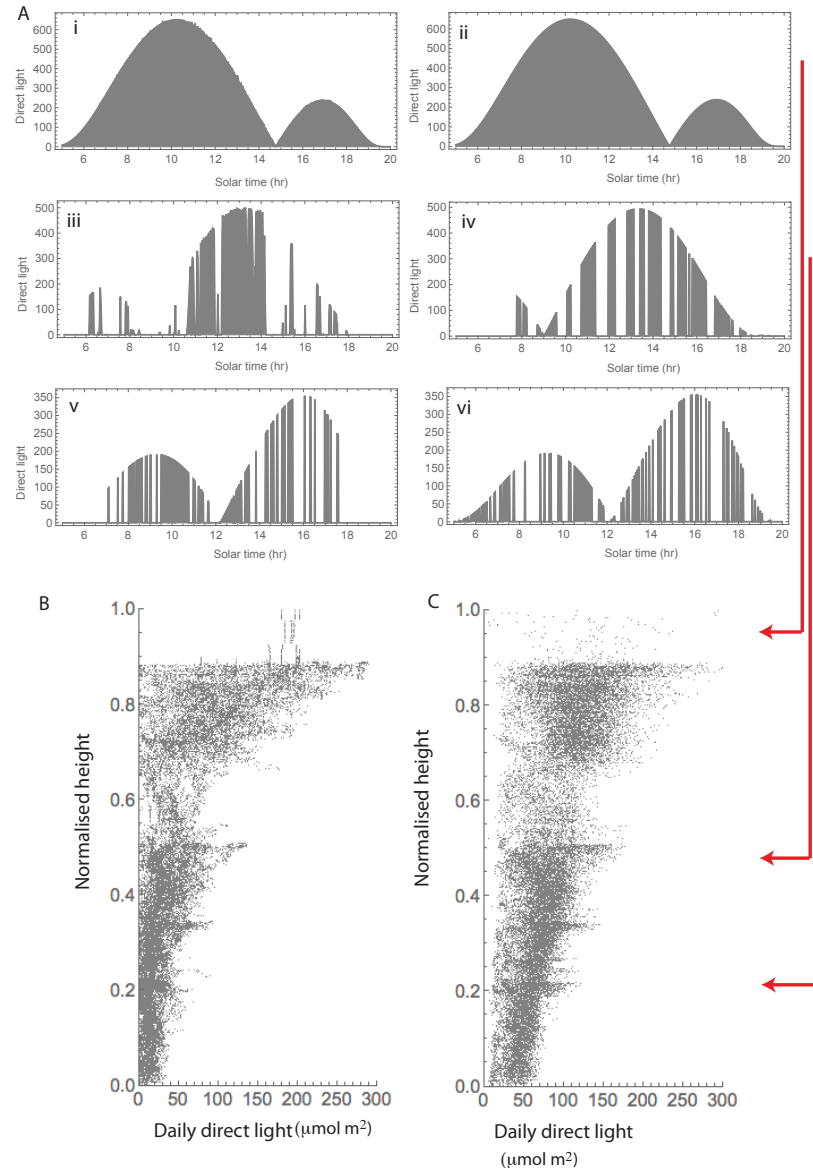 A
i
Direct light
600
500
400
300
200
100
0
6 8 10 12 14 16 18 20
Solar time (hr)
ii
Direct light
600
500
400
300
200
100
0
6 8 10 12 14 16 18 20
Solar time (hr)
iii
Direct light
500
400
300
200
100
0
6 8 10 12 14 16 18 20
Solar time (hr)
iv
Direct light
500
400
300
200
100
0
6 8 10 12 14 16 18 20
Solar time (hr)
v
Direct light
350
300
250
200
150
100
50
0
6 8 10 12 14 16 18 20
Solar time (hr)
vi
Direct light
350
300
250
200
150
100
50
0
6 8 10 12 14 16 18 20
Solar time (hr)
B
Normalised height
1.0
0.8
0.6
0.4
0.2
0.0
0 50 100 150 200 250 300
Daily direct light (μmol m²)
C
Normalised height
1.0
0.8
0.6
0.4
0.2
0.0
0 50 100 150 200 250 300
Daily direct light
(μmol m²)